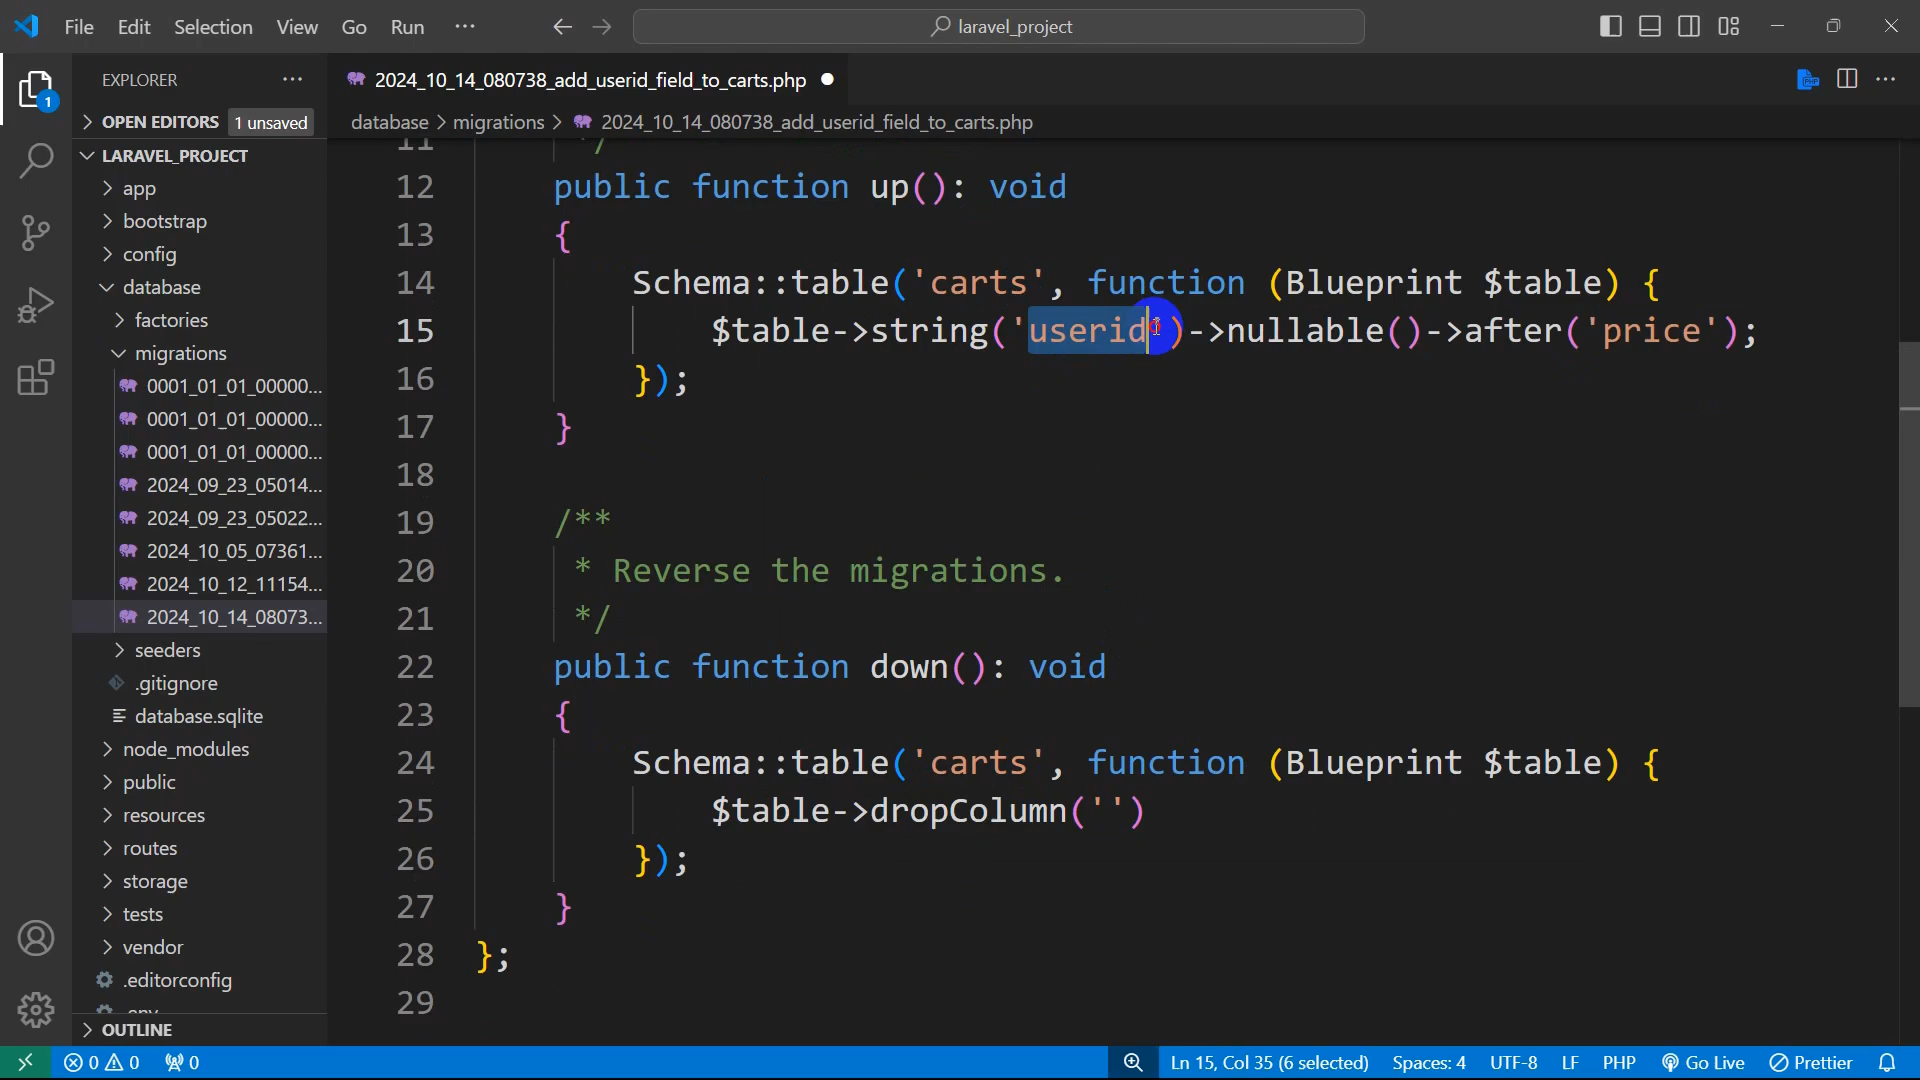 File Edit Selection View Go Run ··· laravel_project
EXPLORER ···
2024_10_14_080738_add_userid_field_to_carts.php
OPEN EDITORS 1 unsaved
database > migrations > 2024_10_14_080738_add_userid_field_to_carts.php
1
LARAVEL_PROJECT
app
bootstrap
config
database
factories
migrations
0001_01_01_00000...
0001_01_01_00000...
0001_01_01_00000...
2024_09_23_05014...
2024_09_23_05022...
2024_10_05_07361...
2024_10_12_11154...
2024_10_14_08073...
seeders
.gitignore
database.sqlite
node_modules
public
resources
routes
storage
tests
vendor
.editorconfig
.env
OUTLINE
11 */
12 public function up(): void
13 {
14 Schema::table('carts', function (Blueprint $table) {
15 $table->string('userid')->nullable()->after('price');
16 });
17 }
18
19 /**
20 * Reverse the migrations.
21 */
22 public function down(): void
23 {
24 Schema::table('carts', function (Blueprint $table) {
25 $table->dropColumn('')
26 });
27 }
28 };
29
0 0 0 Ln 15, Col 35 (6 selected) Spaces: 4 UTF-8 LF PHP Go Live Prettier